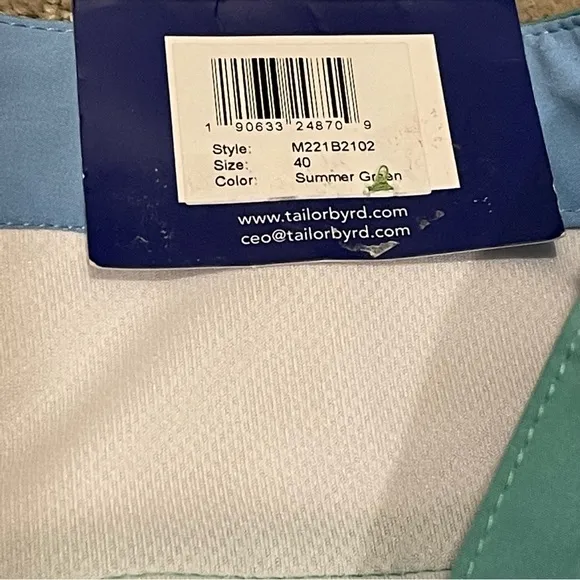 1 90633 24870 9
Style: M221B2102
Size: 40
Color: Summer Green
www.tailorbyrd.com
ceo@tailorbyrd.com